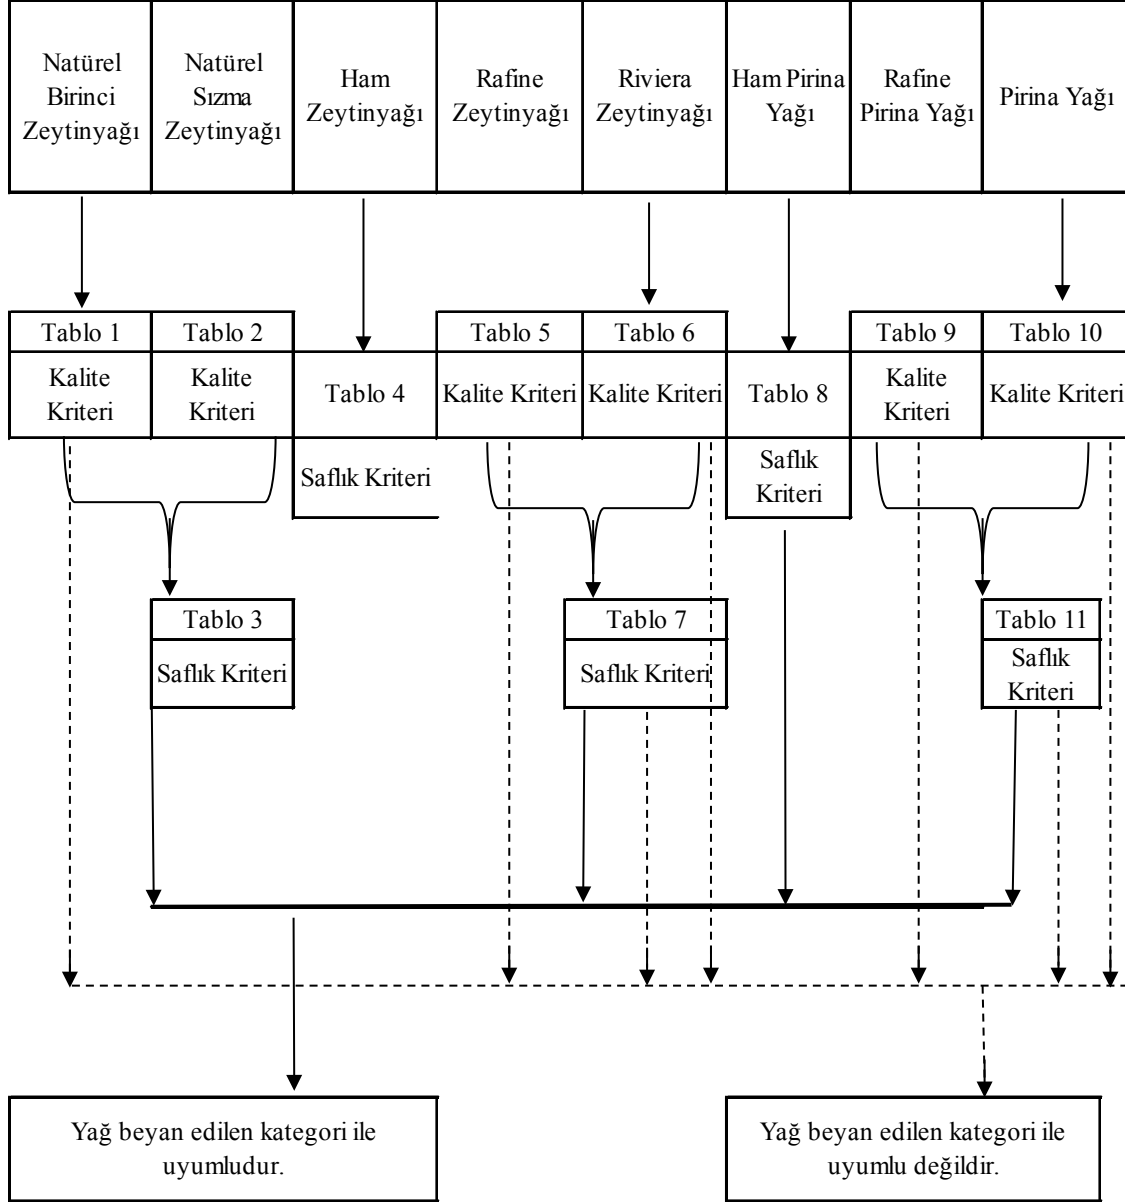 Natürel
Birinci
Zeytinyağı
Natürel
Sızma
Zeytinyağı
Ham
Zeytinyağı
Rafine
Zeytinyağı
Riviera
Zeytinyağı
Ham Pirina
Yağı
Rafine
Pirina Yağı
Pirina Yağı
Tablo 1
Tablo 2
Tablo 5
Tablo 6
Tablo 9
Tablo 10
Kalite
Kriteri
Kalite
Kriteri
Tablo 4
Kalite Kriteri
Kalite Kriteri
Tablo 8
Kalite
Kriteri
Kalite Kriteri
Saflık Kriteri
Saflık
Kriteri
Tablo 3
Saflık Kriteri
Tablo 7
Saflık Kriteri
Tablo 11
Saflık
Kriteri
Yağ beyan edilen kategori ile
uyumludur.
Yağ beyan edilen kategori ile
uyumlu değildir.